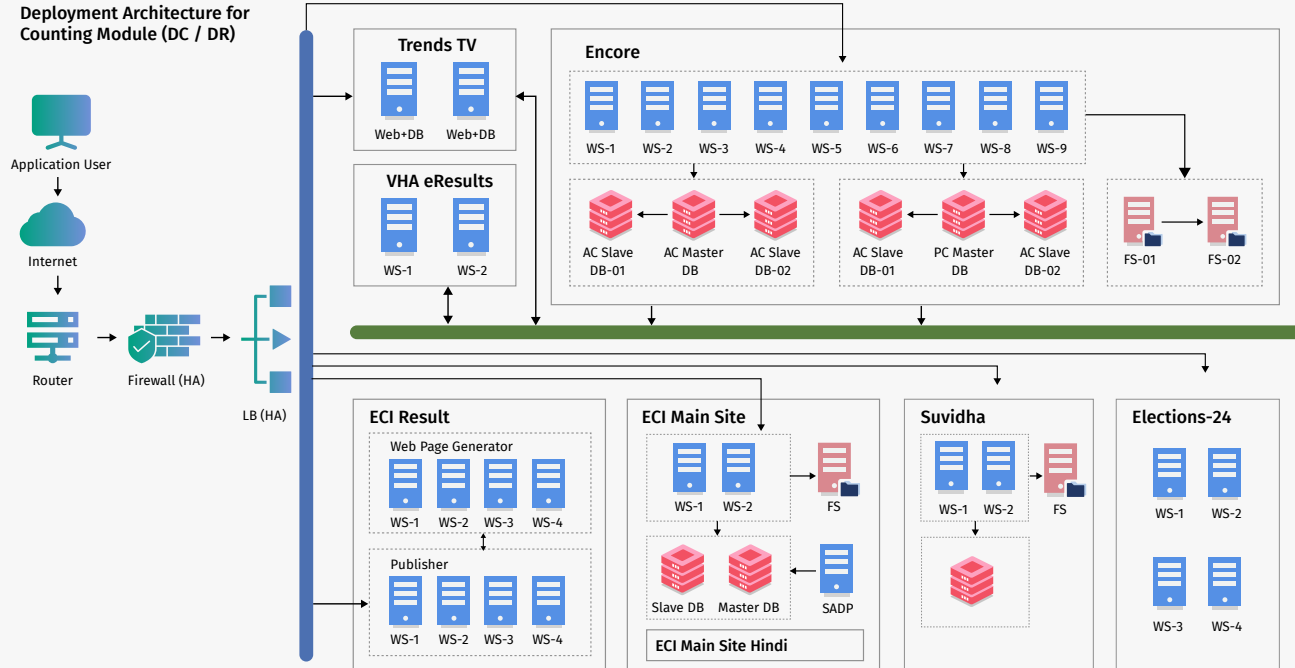 Deployment Architecture for
Counting Module (DC / DR)
Application User
Internet
Router
Firewall (HA)
LB (HA)
Trends TV
Web+DB
Web+DB
VHA eResults
WS-1
WS-2
Encore
WS-1
WS-2
WS-3
WS-4
WS-5
WS-6
WS-7
WS-8
WS-9
AC Slave
DB-01
AC Master
DB
AC Slave
DB-02
AC Slave
DB-01
PC Master
DB
AC Slave
DB-02
FS-01
FS-02
ECI Result
Web Page Generator
WS-1
WS-2
WS-3
WS-4
Publisher
WS-1
WS-2
WS-3
WS-4
ECI Main Site
WS-1
WS-2
FS
Slave DB
Master DB
SADP
ECI Main Site Hindi
Suvidha
WS-1
WS-2
FS
Elections-24
WS-1
WS-2
WS-3
WS-4